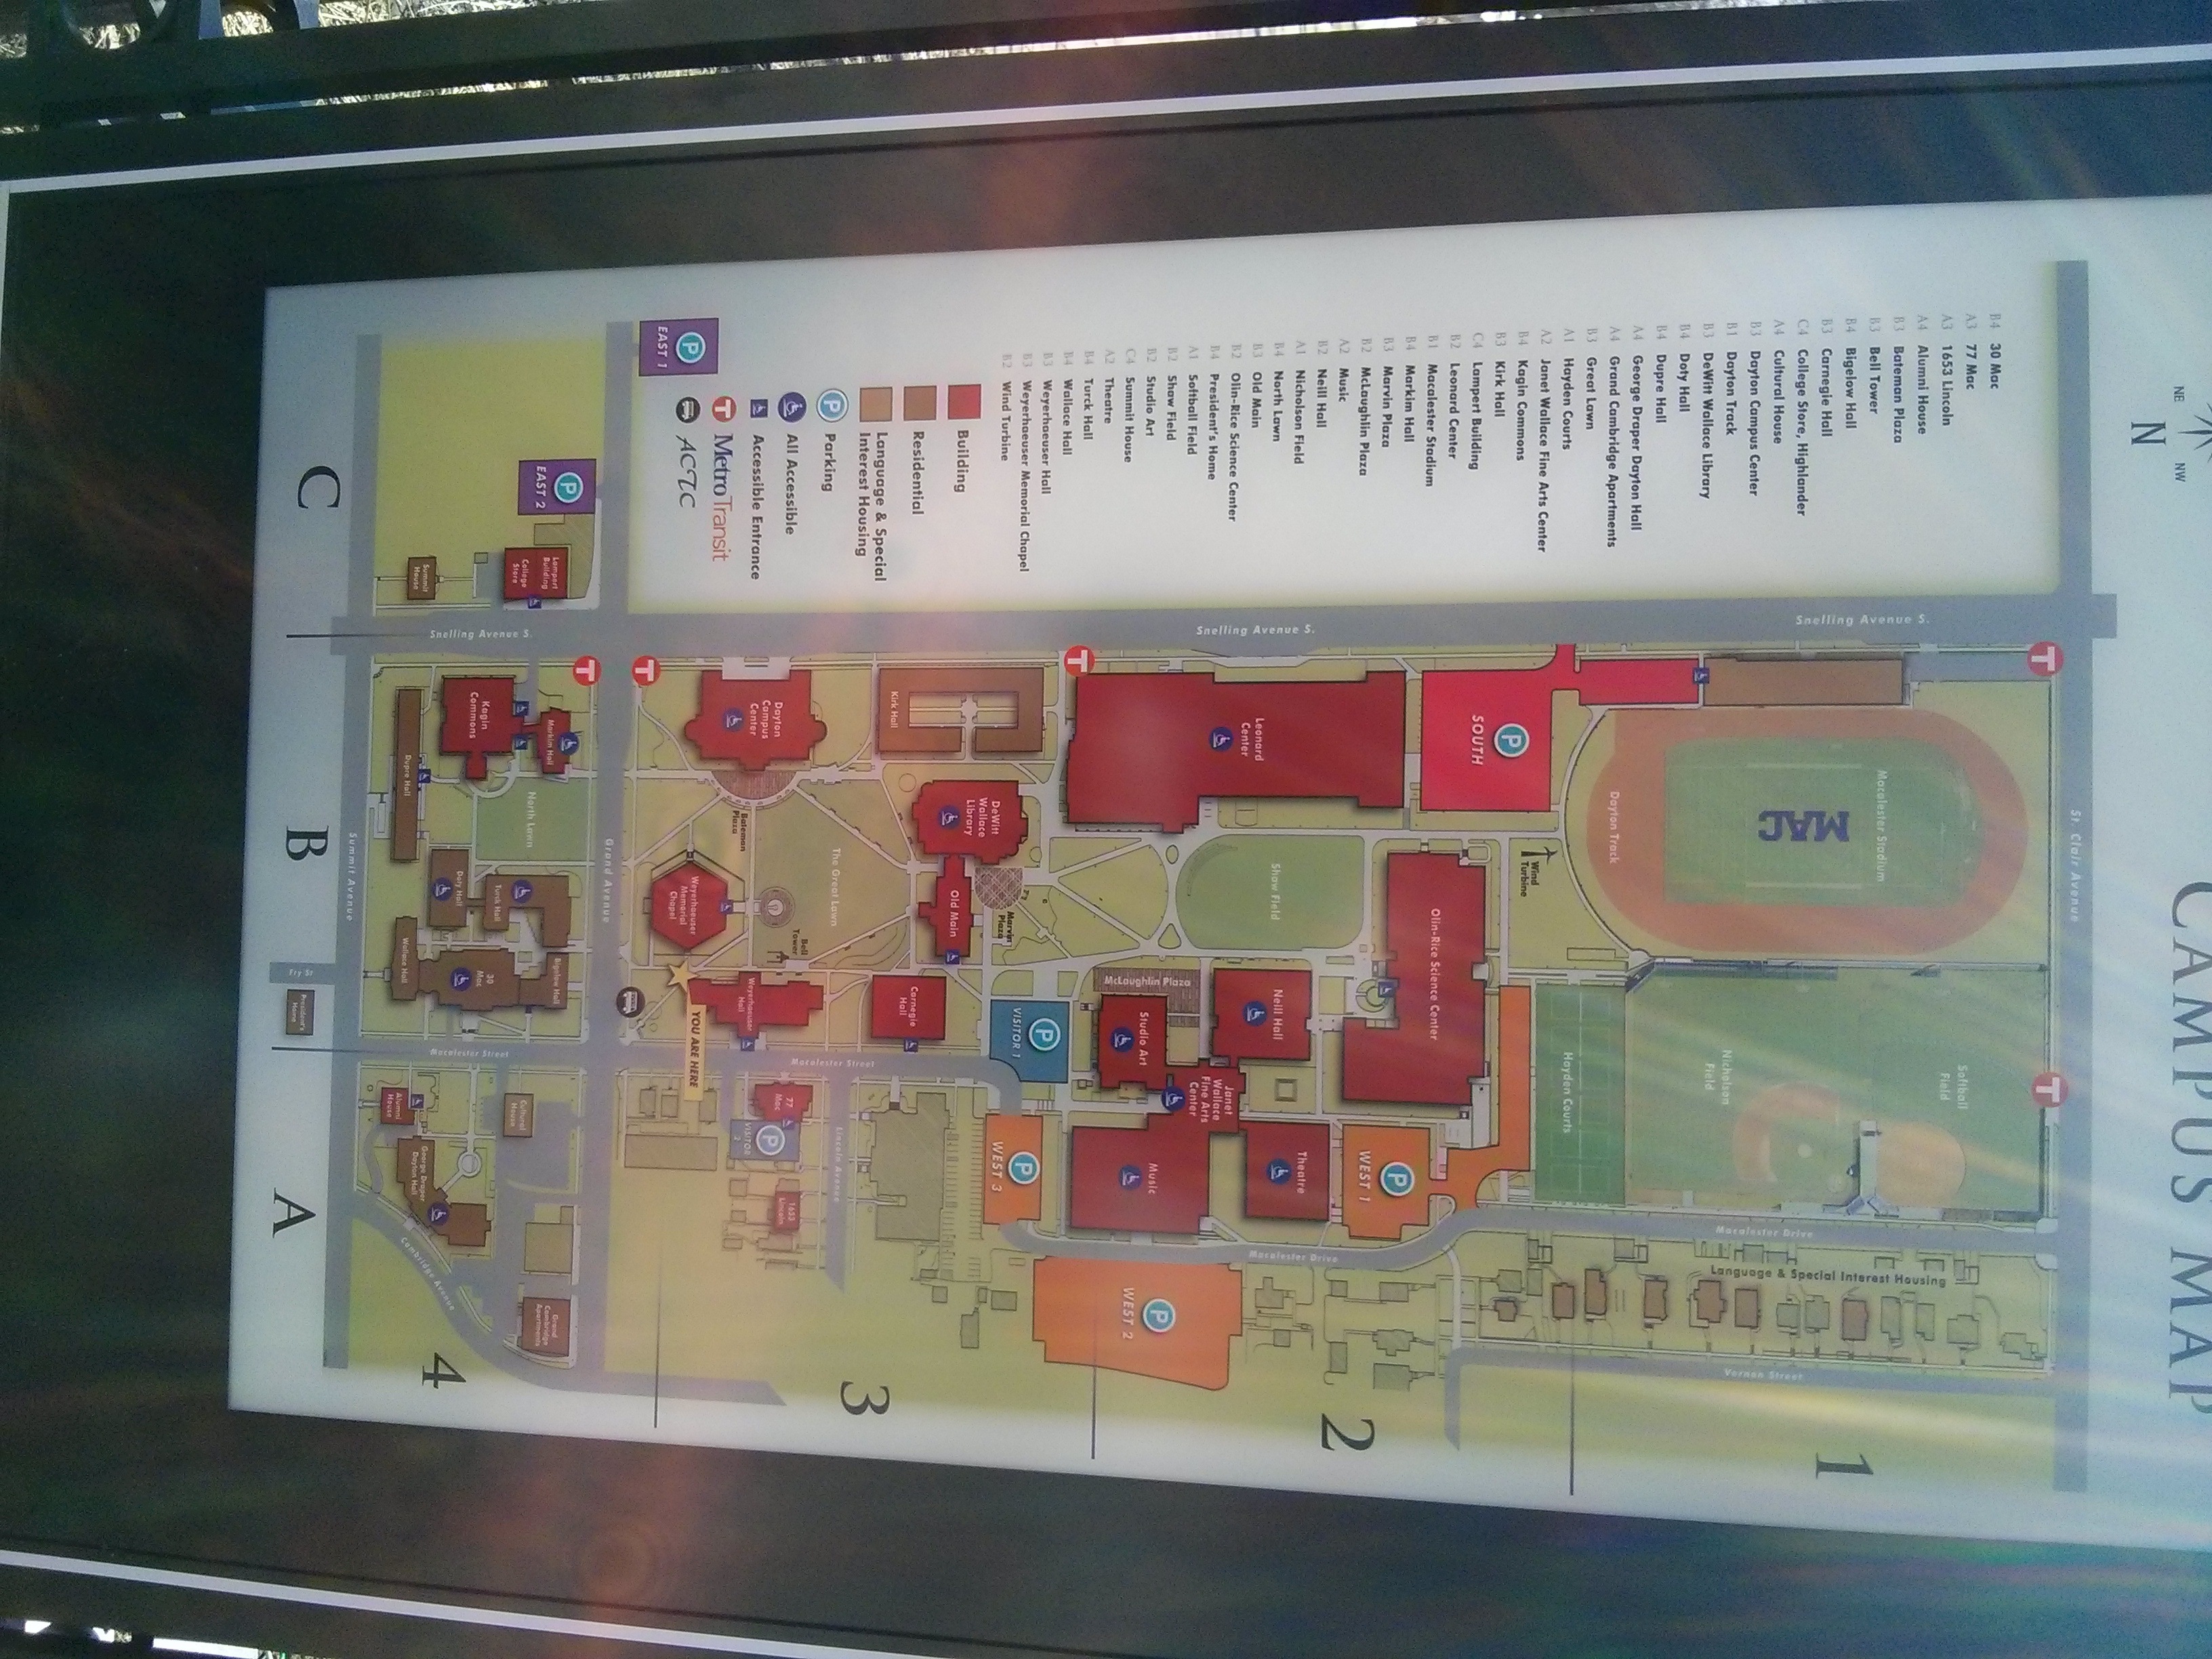 CAMPUS MAP
NE
N
NW
B4 30 Mac
A3 77 Mac
A3 1653 Lincoln
A4 Alumni House
B3 Bateman Plaza
B3 Bell Tower
B4 Bigelow Hall
B3 Carnegie Hall
C4 College Store, Highlander
A4 Cultural House
B3 Dayton Campus Center
B1 Dayton Track
B3 DeWitt Wallace Library
B4 Doty Hall
B4 Dupre Hall
A4 George Draper Dayton Hall
A4 Grand Cambridge Apartments
B3 Great Lawn
A1 Hayden Courts
A2 Janet Wallace Fine Arts Center
B4 Kagin Commons
B3 Kirk Hall
C4 Lampert Building
B2 Leonard Center
B1 Macalester Stadium
B4 Markim Hall
B3 Marvin Plaza
B2 McLaughlin Plaza
A2 Music
B2 Neill Hall
A1 Nicholson Field
B4 North Lawn
B3 Old Main
B2 Olin-Rice Science Center
B4 President's Home
A1 Softball Field
B2 Shaw Field
B2 Studio Art
C4 Summit House
A2 Theatre
B4 Turck Hall
B4 Wallace Hall
B3 Weyerhaeuser Hall
B3 Weyerhaeuser Memorial Chapel
B2 Wind Turbine
Building
Residential
Language & Special
Interest Housing
P Parking
All Accessible
Accessible Entrance
T MetroTransit
ACTC
P
EAST 1
P
EAST 2
St. Clair Avenue
Snelling Avenue S.
Snelling Avenue S.
Snelling Avenue S.
T
T
T
T
T
Macalester Stadium
MAC
Dayton Track
Softball
Field
Nicholson
Field
Hayden Courts
Macalester Drive
Language & Special Interest Housing
Vernon Street
1
Wind
Turbine
P
SOUTH
Olin-Rice Science Center
P
WEST 1
Leonard
Center
Shaw Field
Neill Hall
Theatre
Janet
Wallace
Fine Arts
Center
McLaughlin Plaza
Studio Art
Music
Macalester Drive
P
WEST 2
2
P
VISITOR 1
P
WEST 3
Marvin
Plaza
DeWitt
Wallace
Library
Old Main
Kirk Hall
Carnegie
Hall
The Great Lawn
Macalester Street
Lincoln Avenue
3
Dayton
Campus
Center
Bateman
Plaza
Bell
Tower
Weyerhaeuser
Hall
77
Mac
P
VISITOR
2
1653
Lincoln
Weyerhaeuser
Memorial
Chapel
YOU ARE HERE
Grand Avenue
Lampert
Building
College
Store
Summit
House
Markim Hall
Kagin
Commons
North Lawn
Dupre Hall
Turck Hall
Doty Hall
Bigelow Hall
30
Mac
Wallace Hall
Macalester Street
Cultural
House
Alumni
House
George Draper
Dayton Hall
Grand
Cambridge
Apartments
Cambridge Avenue
4
Summit Avenue
Fry St
President's
Home
C
B
A